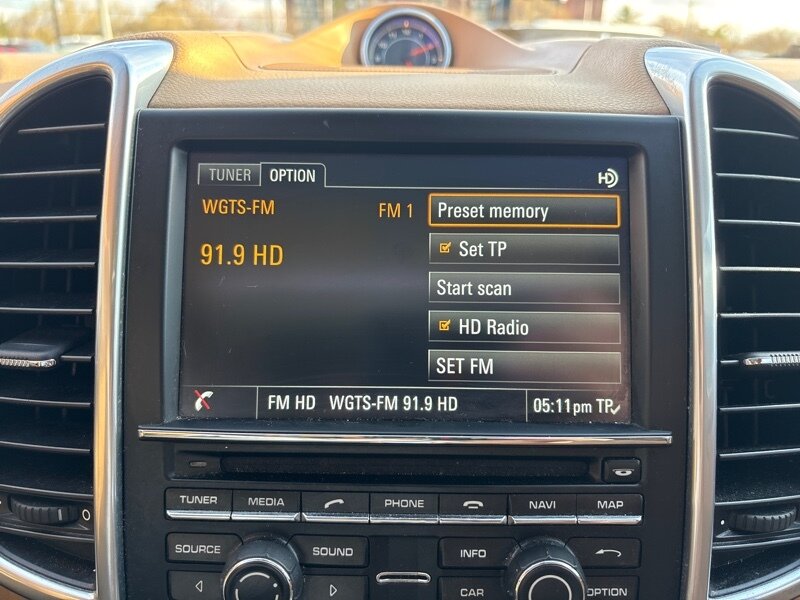 TUNER OPTION HD
WGTS-FM FM 1 Preset memory
91.9 HD Set TP
Start scan
HD Radio
SET FM
FM HD WGTS-FM 91.9 HD 05:11pm TP
TUNER MEDIA PHONE NAVI MAP
SOURCE SOUND INFO
CAR OPTION